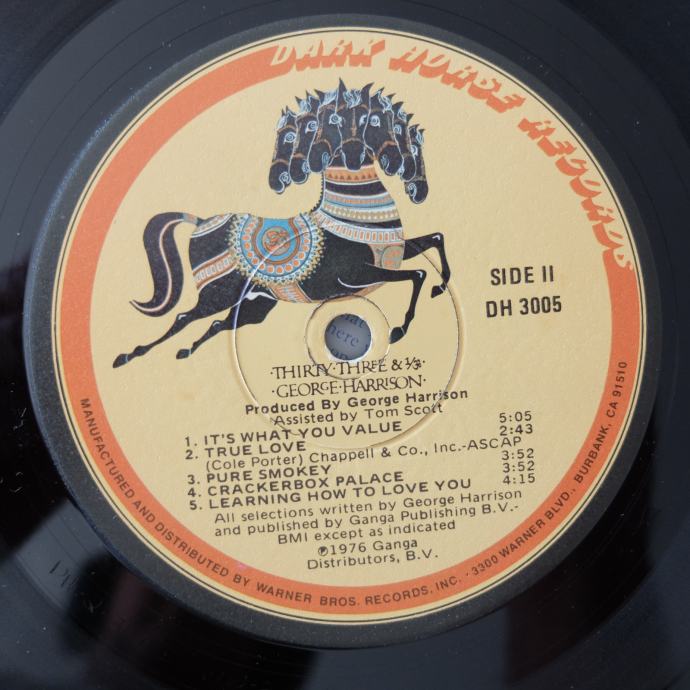 DARK HORSE RECORDS
SIDE II
DH 3005
·THIRTY·THREE & 1/3·
·GEORGE·HARRISON·
Produced By George Harrison
Assisted by Tom Scott
1. IT'S WHAT YOU VALUE 5:05
2. TRUE LOVE 2:43
(Cole Porter) Chappell & Co., Inc.-ASCAP
3. PURE SMOKEY 3:52
4. CRACKERBOX PALACE 3:52
5. LEARNING HOW TO LOVE YOU 4:15
All selections written by George Harrison
and published by Ganga Publishing B.V.-
BMI except as indicated
℗1976 Ganga
Distributors, B.V.
MANUFACTURED AND DISTRIBUTED BY WARNER BROS. RECORDS, INC. · 3300 WARNER BLVD., BURBANK, CA 91510